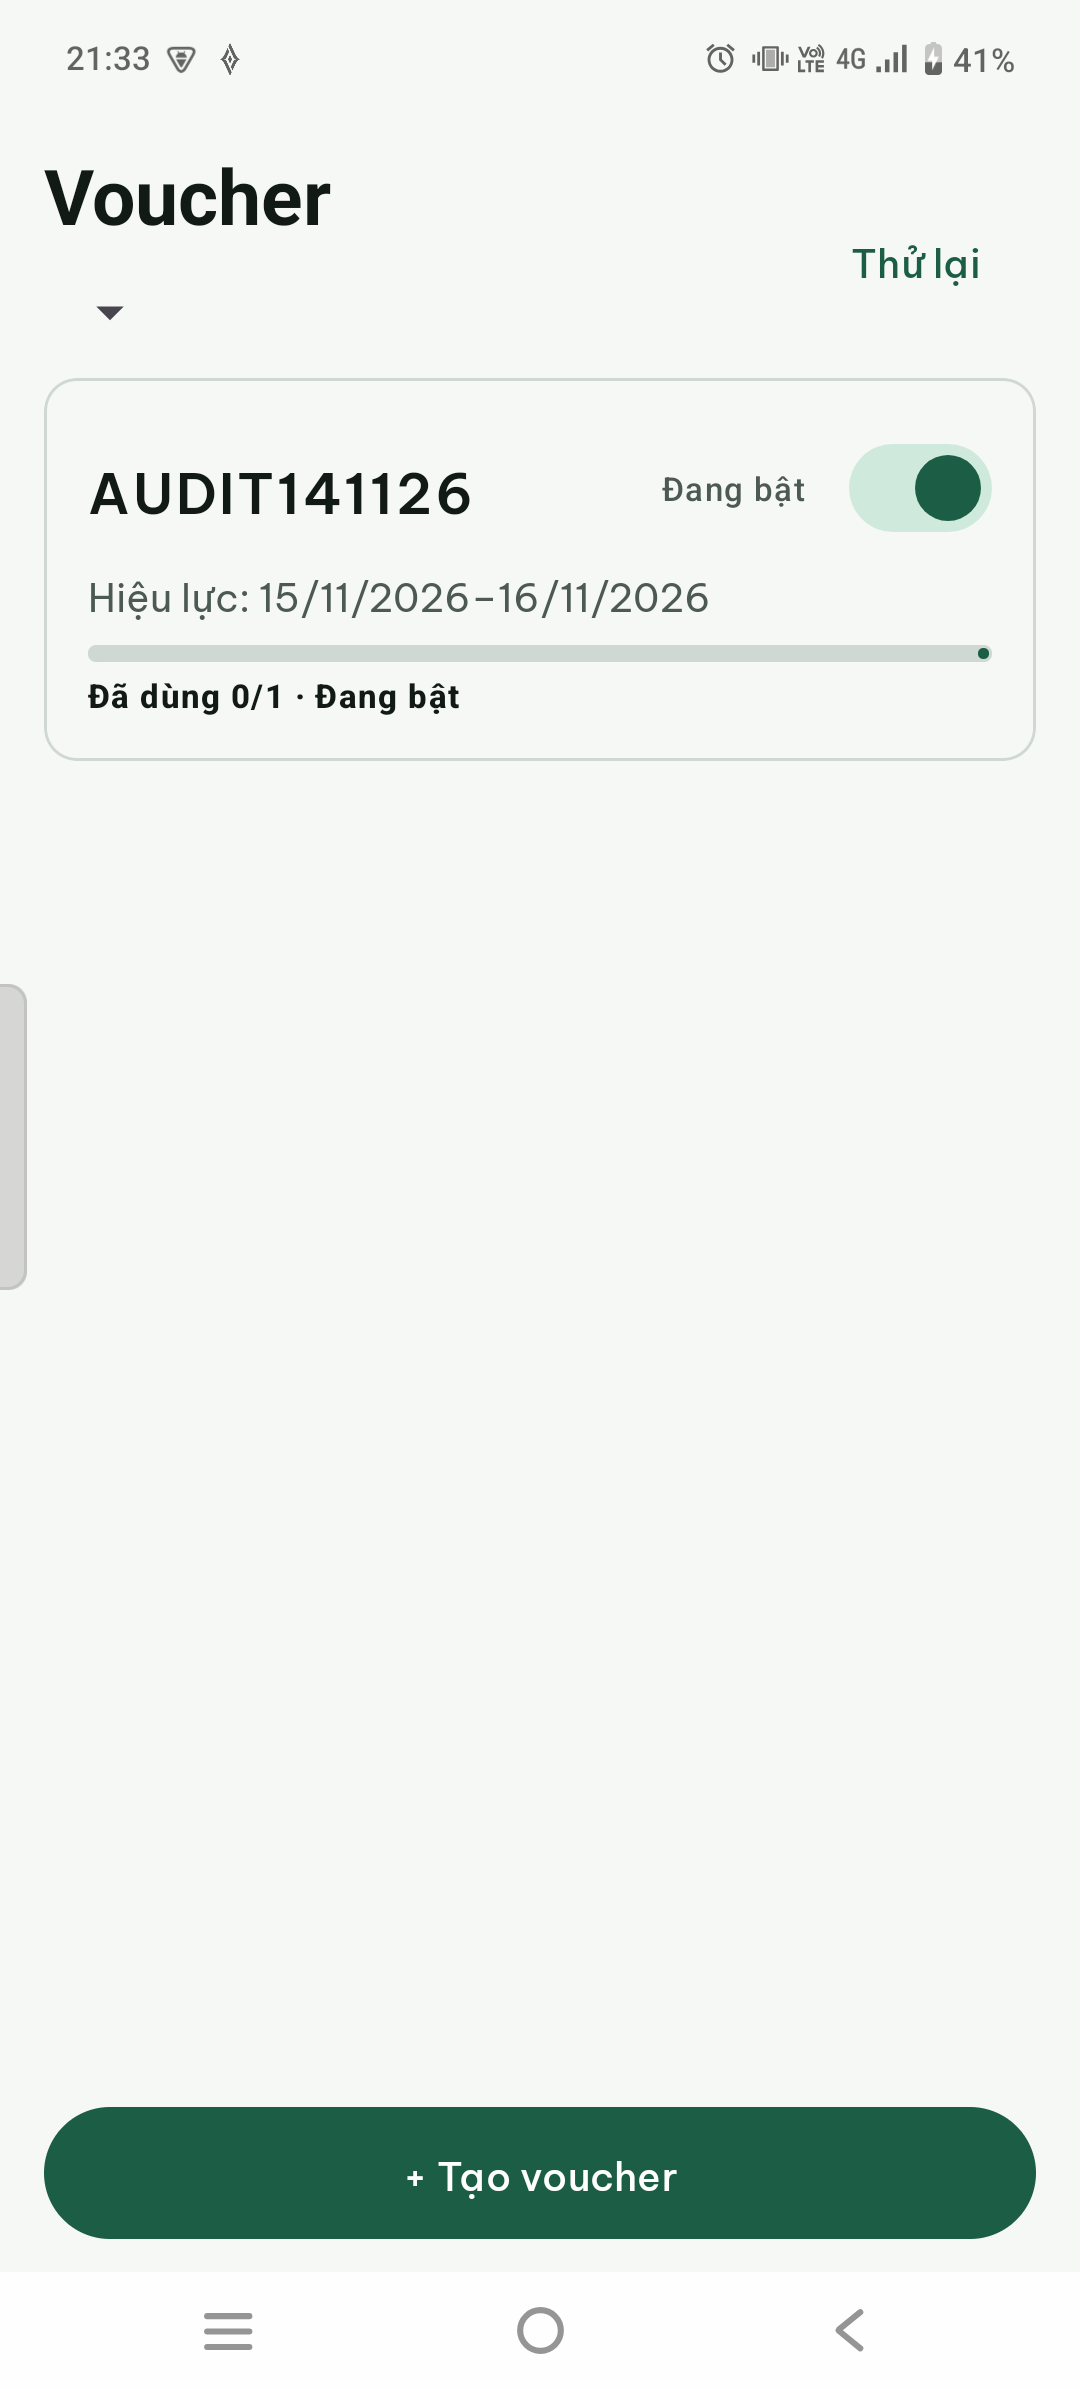 21:33 4G 41%
Voucher
Thử lại
AUDIT141126 Đang bật
Hiệu lực: 15/11/2026–16/11/2026
Đã dùng 0/1 · Đang bật
+ Tạo voucher